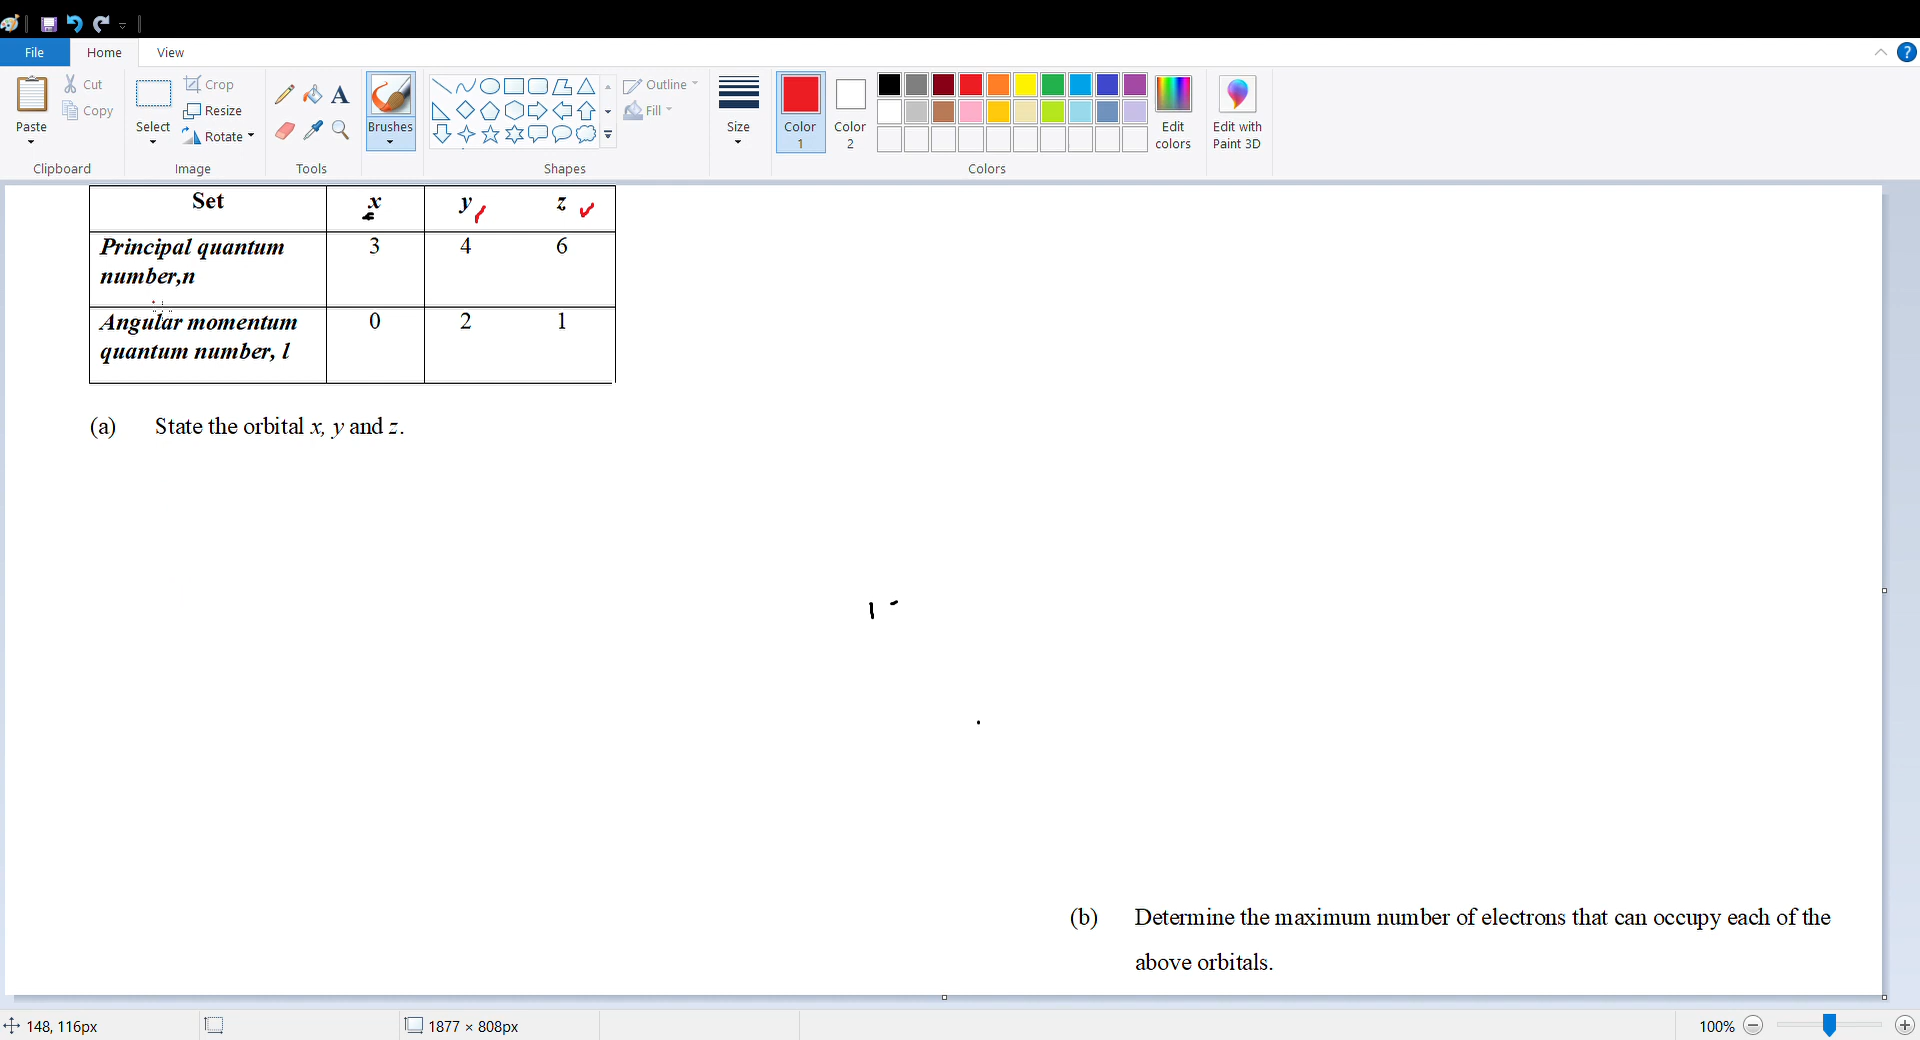 File Home View
Paste Cut Copy Clipboard
Select Crop Resize Rotate Image
A Tools
Brushes
Outline Fill Shapes
Size
Color 1 Color 2 Edit colors Colors
Edit with Paint 3D
?
Set x y z
Principal quantum number,n 3 4 6
Angular momentum quantum number, l 0 2 1
(a) State the orbital x, y and z.
(b) Determine the maximum number of electrons that can occupy each of the
above orbitals.
148, 116px 1877 × 808px 100%